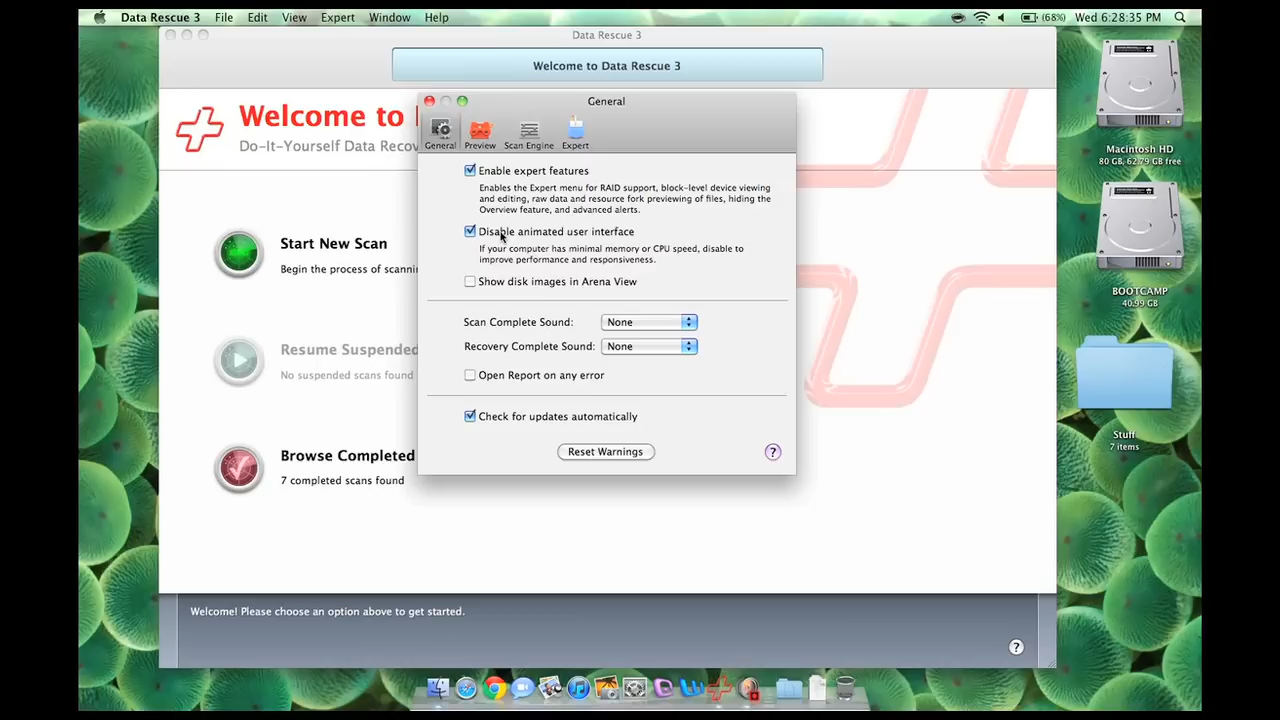 Data Rescue 3 File Edit View Expert Window Help (68%) Wed 6:28:35 PM
Data Rescue 3
Welcome to Data Rescue 3
Welcome to
Do-It-Yourself Data Recov
Start New Scan
Begin the process of scannin
Resume Suspended
No suspended scans found
Browse Completed
7 completed scans found
Welcome! Please choose an option above to get started.
?
General
General Preview Scan Engine Expert
Enable expert features
Enables the Expert menu for RAID support, block-level device viewing
and editing, raw data and resource fork previewing of files, hiding the
Overview feature, and advanced alerts.
Disable animated user interface
If your computer has minimal memory or CPU speed, disable to
improve performance and responsiveness.
Show disk images in Arena View
Scan Complete Sound: None
Recovery Complete Sound: None
Open Report on any error
Check for updates automatically
Reset Warnings
?
Macintosh HD
80 GB, 62.79 GB free
BOOTCAMP
40.99 GB
Stuff
7 items